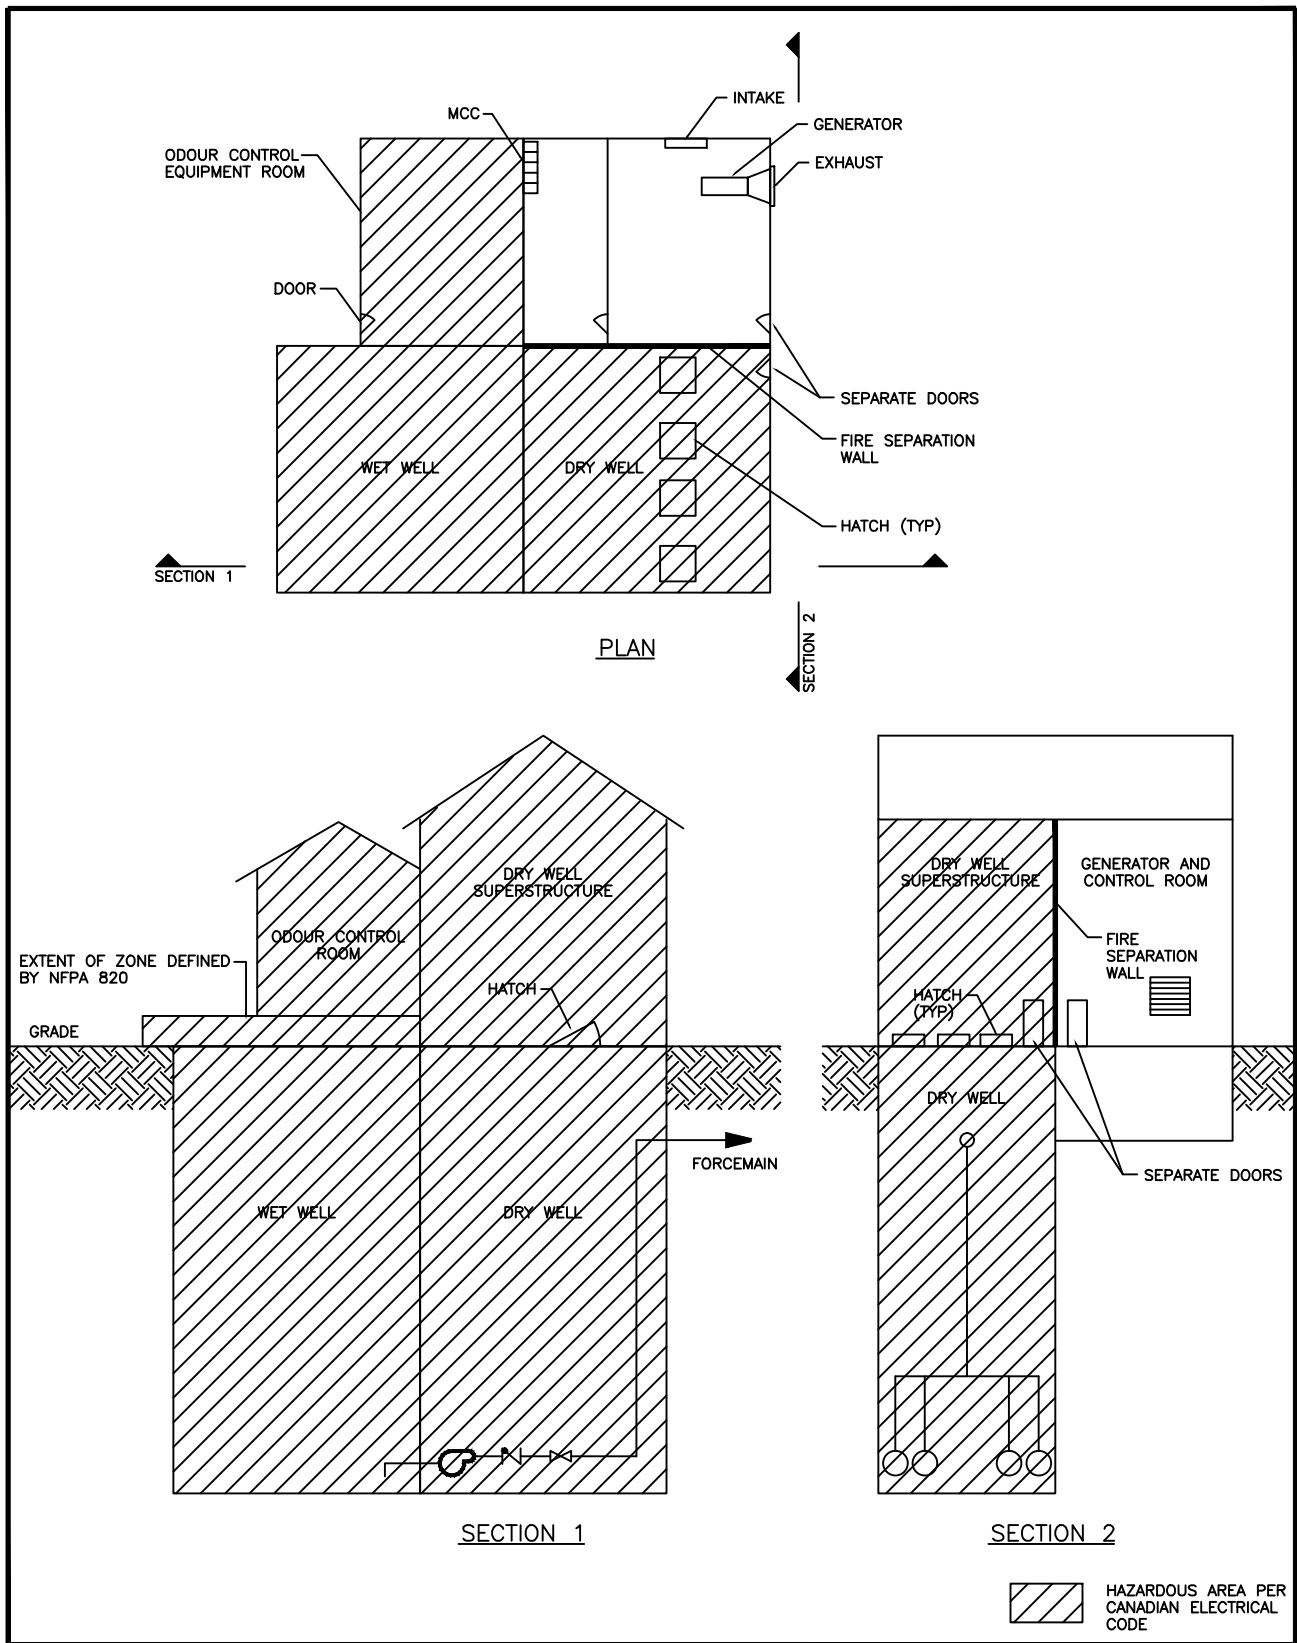 INTAKE
MCC
GENERATOR
ODOUR CONTROL
EQUIPMENT ROOM
EXHAUST
DOOR
SEPARATE DOORS
FIRE SEPARATION
WALL
WET WELL
DRY WELL
HATCH (TYP)
SECTION 1
SECTION 2
PLAN
DRY WELL
SUPERSTRUCTURE
ODOUR CONTROL
ROOM
EXTENT OF ZONE DEFINED
BY NFPA 820
HATCH
GRADE
FORCEMAIN
WET WELL
DRY WELL
SECTION 1
DRY WELL
SUPERSTRUCTURE
GENERATOR AND
CONTROL ROOM
FIRE
SEPARATION
WALL
HATCH
(TYP)
DRY WELL
SEPARATE DOORS
SECTION 2
HAZARDOUS AREA PER
CANADIAN ELECTRICAL
CODE